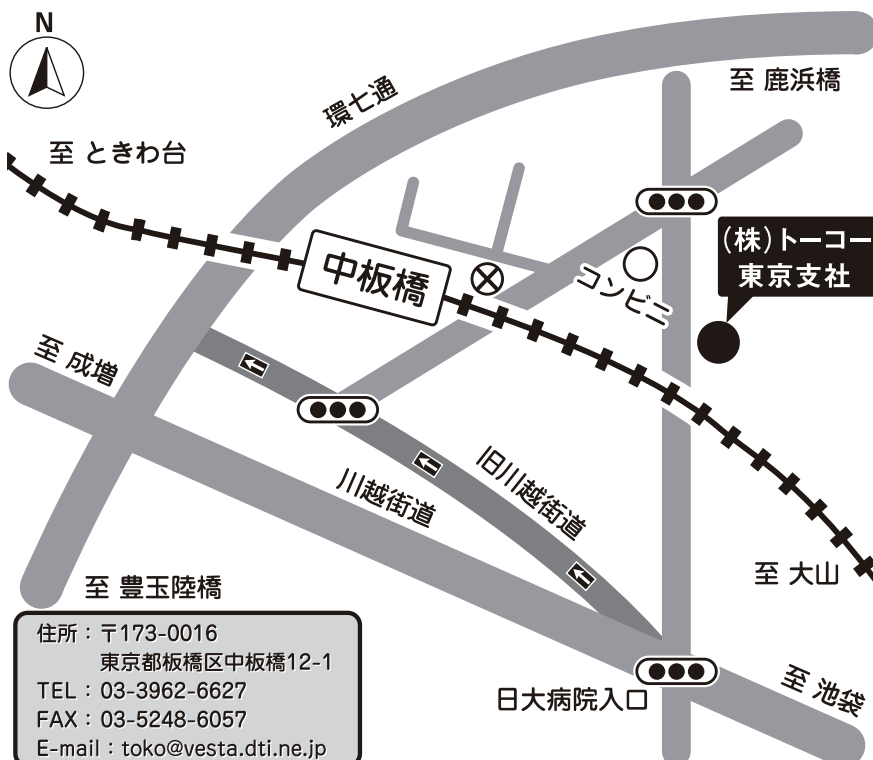 N
環七通
至 鹿浜橋
至 ときわ台
(株)トーコー
東京支社
中板橋
コンビニ
至 成増
旧川越街道
川越街道
至 大山
至 豊玉陸橋
日大病院入口
至 池袋
住所：〒173-0016
東京都板橋区中板橋12-1
TEL：03-3962-6627
FAX：03-5248-6057
E-mail：toko@vesta.dti.ne.jp